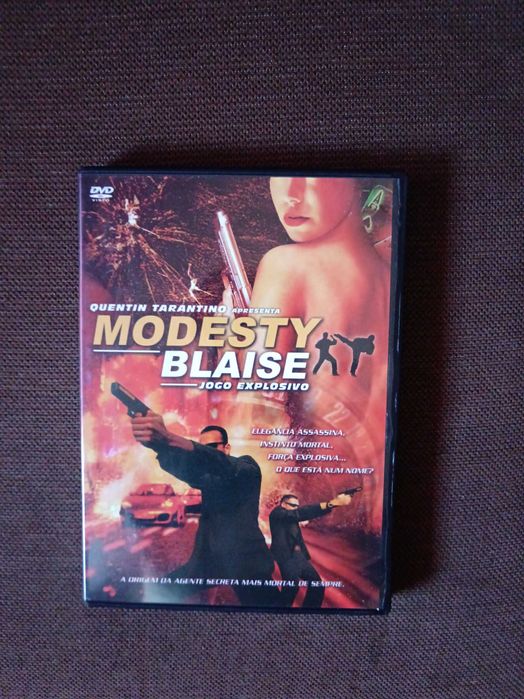 DVD
VIDEO
QUENTIN TARANTINO APRESENTA
MODESTY
BLAISE
JOGO EXPLOSIVO
ELEGÂNCIA ASSASSINA,
INSTINTO MORTAL,
FORÇA EXPLOSIVA...
O QUE ESTÁ NUM NOME?
A ORIGEM DA AGENTE SECRETA MAIS MORTAL DE SEMPRE.